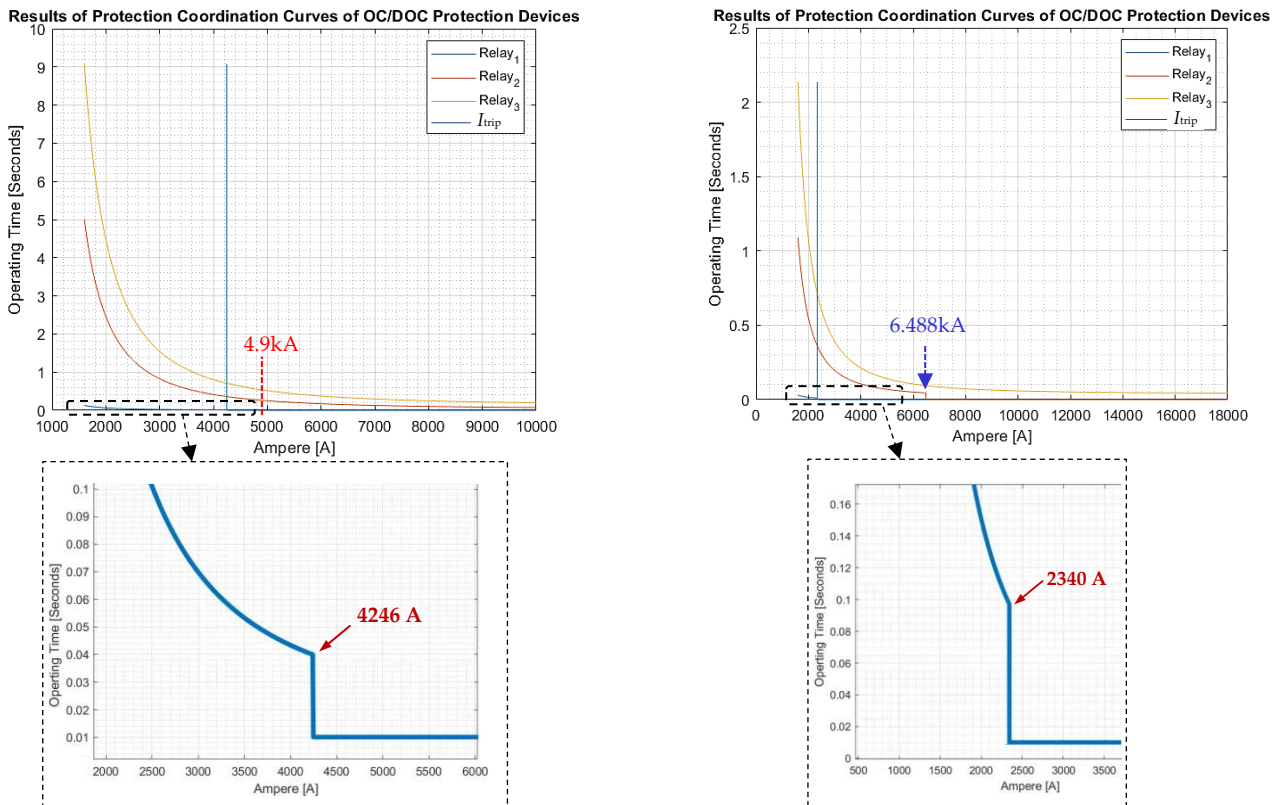 Results of Protection Coordination Curves of OC/DOC Protection Devices
10
9
8
7
6
5
4
3
2
1
0
Operating Time [Seconds]
Relay1
Relay2
Relay3
Itrip
4.9kA
1000 2000 3000 4000 5000 6000 7000 8000 9000 10000
Ampere [A]
0.1
0.09
0.08
0.07
0.06
0.05
0.04
0.03
0.02
0.01
Operting Time [Seconds]
4246 A
2000 2500 3000 3500 4000 4500 5000 5500 6000
Ampere [A]
Results of Protection Coordination Curves of OC/DOC Protection Devices
2.5
2
1.5
1
0.5
0
Operating Time [Seconds]
Relay1
Relay2
Relay3
Itrip
6.488kA
0 2000 4000 6000 8000 10000 12000 14000 16000 18000
Ampere [A]
0.16
0.14
0.12
0.1
0.08
0.06
0.04
0.02
0
Operting Time [Seconds]
2340 A
500 1000 1500 2000 2500 3000 3500
Ampere [A]